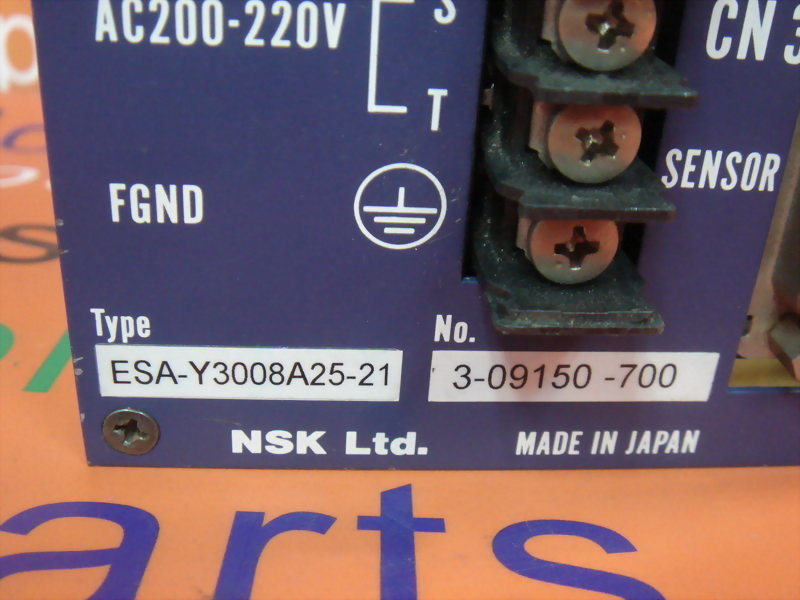 AC200-220V
S
T
CN 3
SENSOR
FGND
Type
No.
ESA-Y3008A25-21
3-09150 -700
NSK Ltd.
MADE IN JAPAN
arts